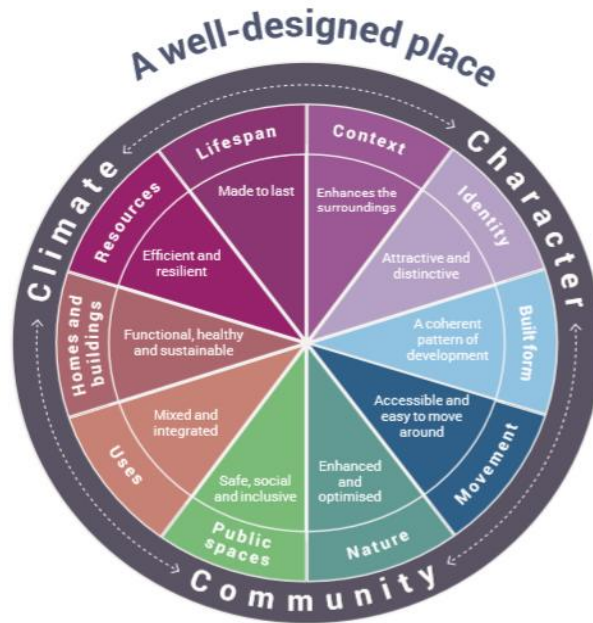 A well-designed place
Climate
Character
Community
Context
Enhances the
surroundings
Identity
Attractive and
distinctive
Built form
A coherent
pattern of
development
Movement
Accessible and
easy to move
around
Nature
Enhanced
and
optimised
Public
spaces
Safe, social
and inclusive
Uses
Mixed and
integrated
Homes and
buildings
Functional, healthy
and sustainable
Resources
Efficient and
resilient
Lifespan
Made to last